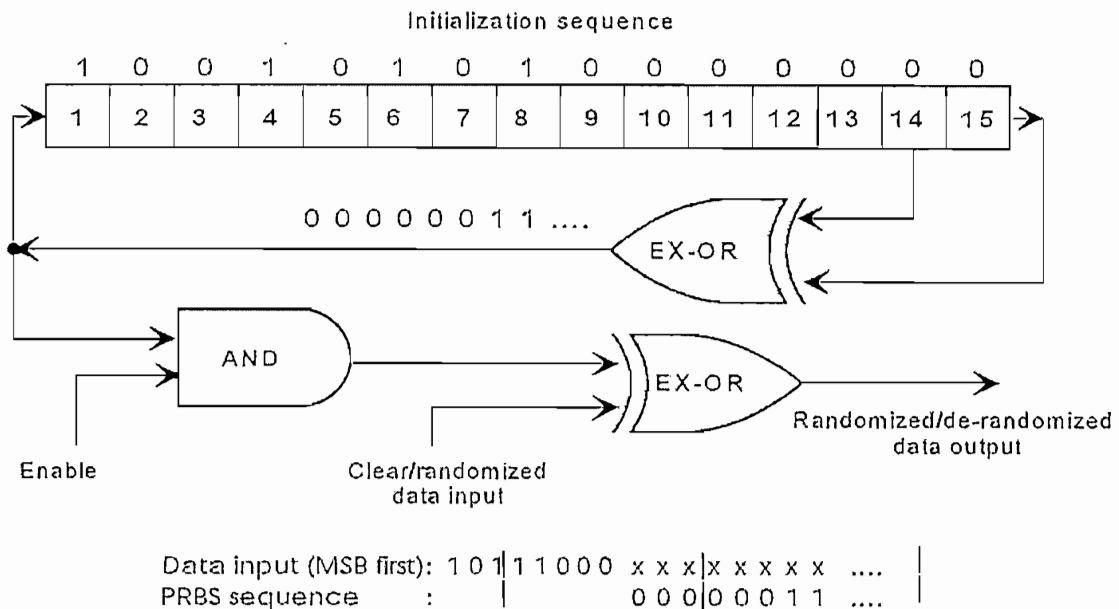 Initialization sequence
1 0 0 1 0 1 0 1 0 0 0 0 0 0 0
1 2 3 4 5 6 7 8 9 10 11 12 13 14 15
0 0 0 0 0 0 1 1 ....
EX-OR
AND
EX-OR
Enable
Clear/randomized
data input
Randomized/de-randomized
data output
Data input (MSB first): 1 0 1 | 1 1 0 0 0 x x x | x x x x x .... |
PRBS sequence : | 0 0 0 | 0 0 0 1 1 .... |